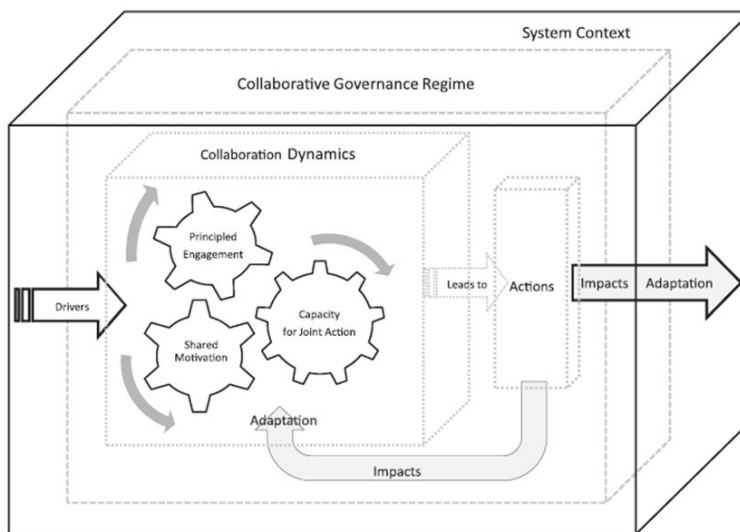 System Context
Collaborative Governance Regime
Collaboration Dynamics
Principled
Engagement
Drivers
Shared
Motivation
Capacity
for Joint Action
Leads to
Actions
Impacts Adaptation
Adaptation
Impacts